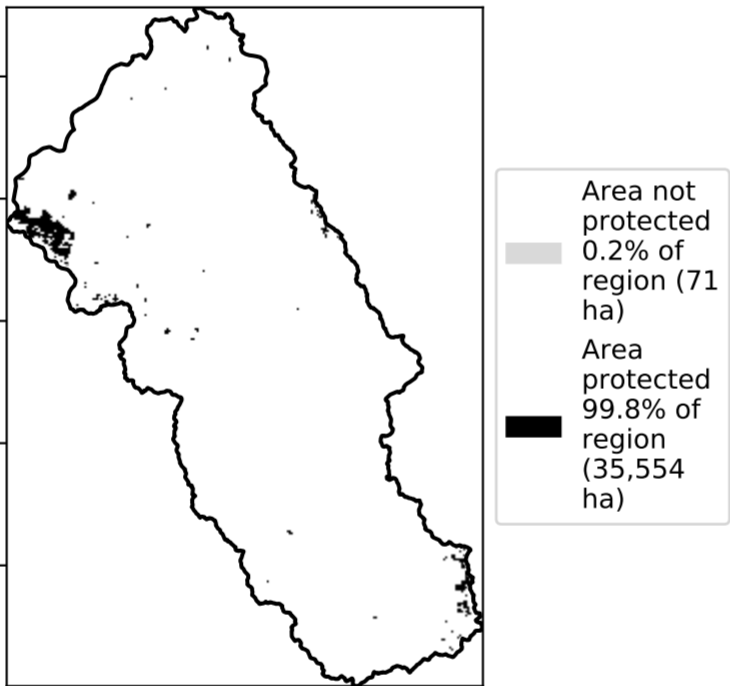 Area not
protected
0.2% of
region (71
ha)
Area
protected
99.8% of
region
(35,554
ha)